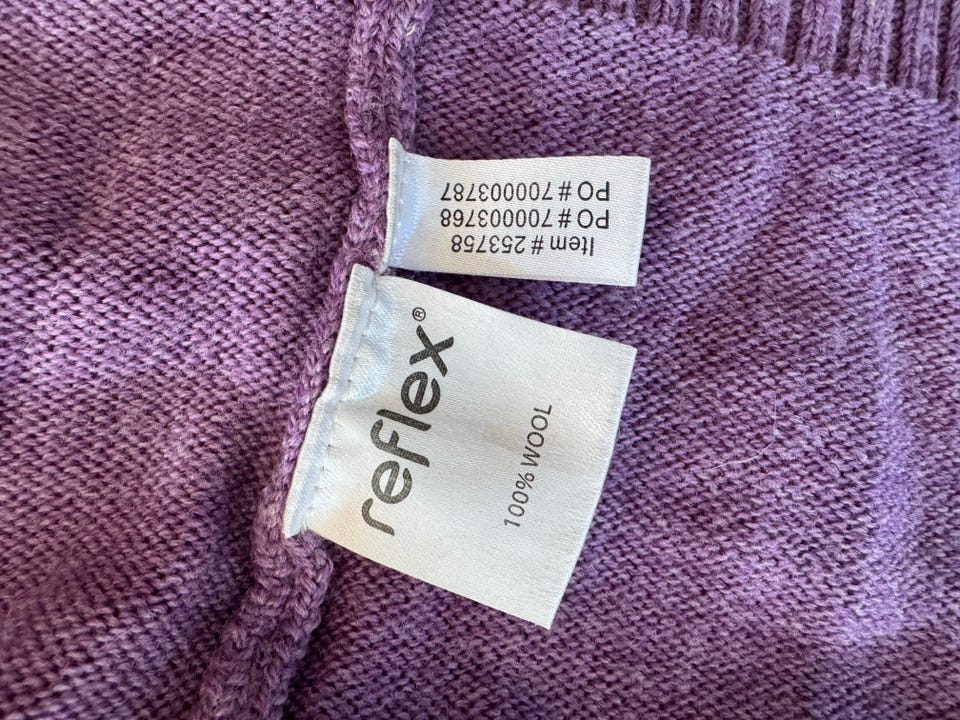 Item # 253758
PO # 700003768
PO # 700003787
reflex®
100% WOOL